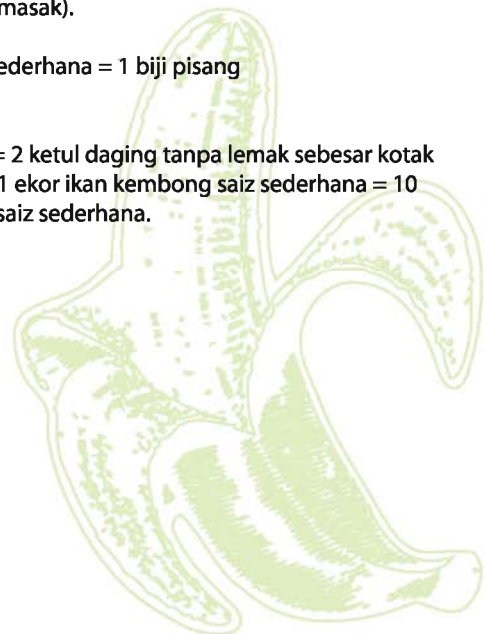 masak).
ederhana = 1 biji pisang
= 2 ketul daging tanpa lemak sebesar kotak
1 ekor ikan kembong saiz sederhana = 10
saiz sederhana.